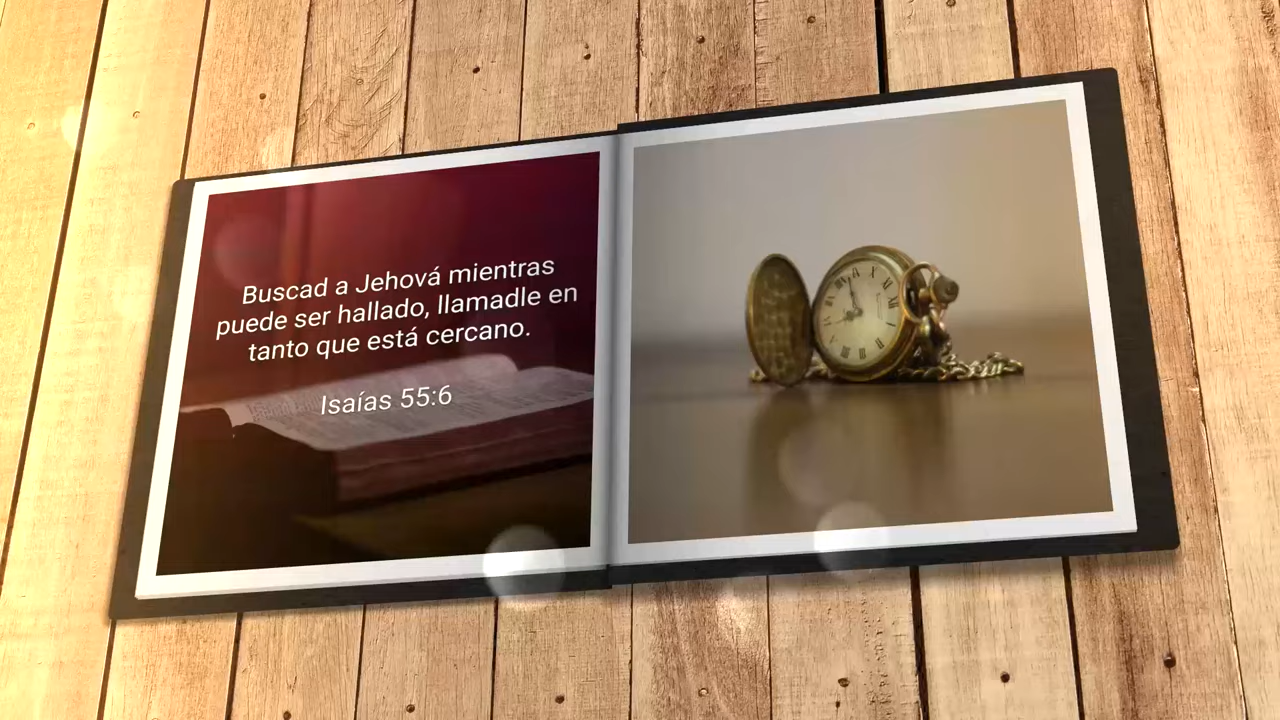 Buscad a Jehová mientras
puede ser hallado, llamadle en
tanto que está cercano.
Isaías 55:6